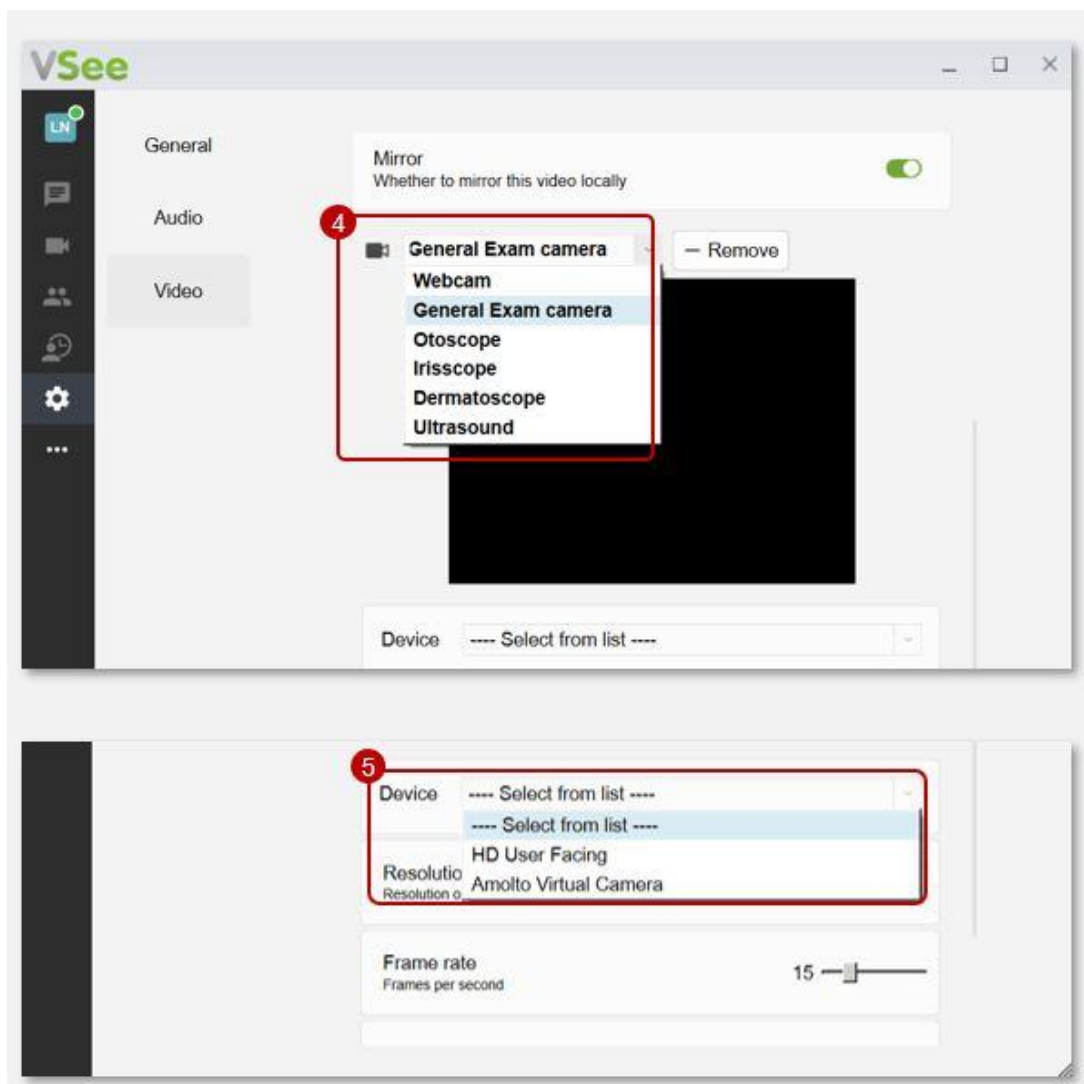 VSee
LN
General
Mirror
Whether to mirror this video locally
Audio
4
General Exam camera
− Remove
Video
Webcam
General Exam camera
Otoscope
Irisscope
Dermatoscope
Ultrasound
Device ---- Select from list ----
5
Device ---- Select from list ----
---- Select from list ----
HD User Facing
Resolutio
Amolto Virtual Camera
Resolution o
Frame rate
15
Frames per second